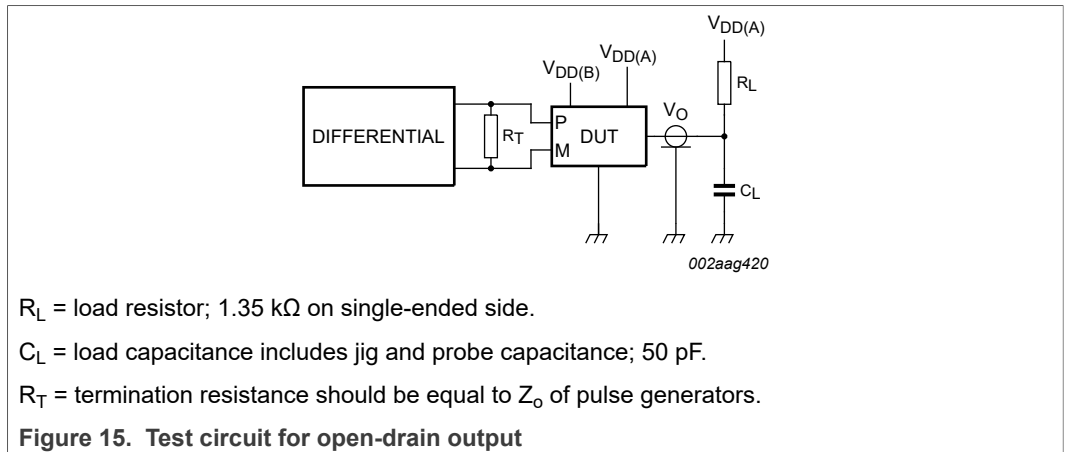 VDD(A)
VDD(A)
VDD(B)
RL
VO
DIFFERENTIAL
RT
P
M
DUT
CL
002aag420
RL = load resistor; 1.35 kΩ on single-ended side.
CL = load capacitance includes jig and probe capacitance; 50 pF.
RT = termination resistance should be equal to Zo of pulse generators.
Figure 15. Test circuit for open-drain output